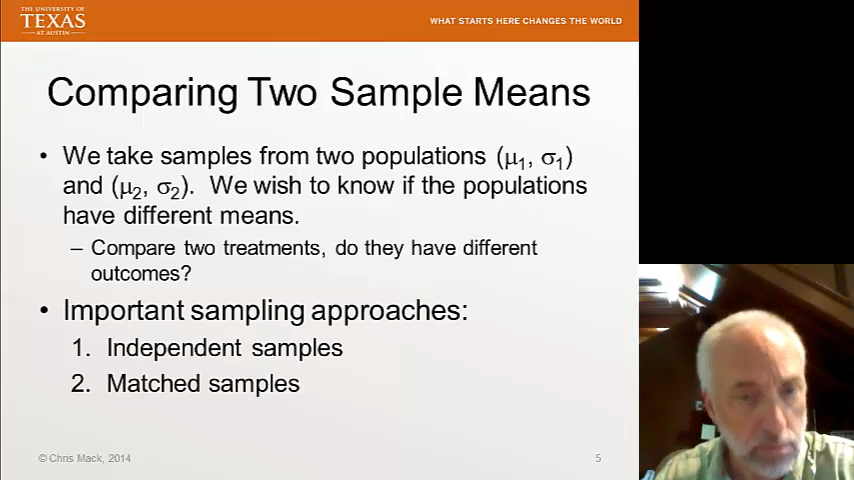 THE UNIVERSITY OF
TEXAS
AT AUSTIN
WHAT STARTS HERE CHANGES THE WORLD
Comparing Two Sample Means
• We take samples from two populations (μ1, σ1)
and (μ2, σ2). We wish to know if the populations
have different means.
– Compare two treatments, do they have different
outcomes?
• Important sampling approaches:
1. Independent samples
2. Matched samples
© Chris Mack, 2014
5